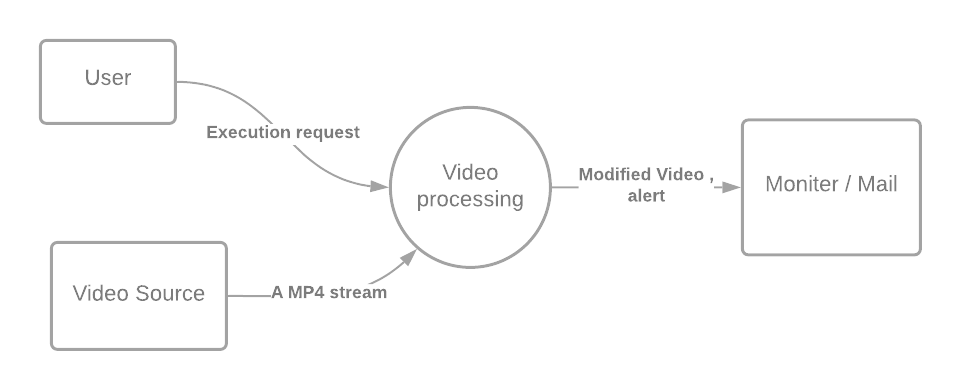 User
Execution request
Video
processing
Modified Video ,
alert
Moniter / Mail
Video Source
A MP4 stream